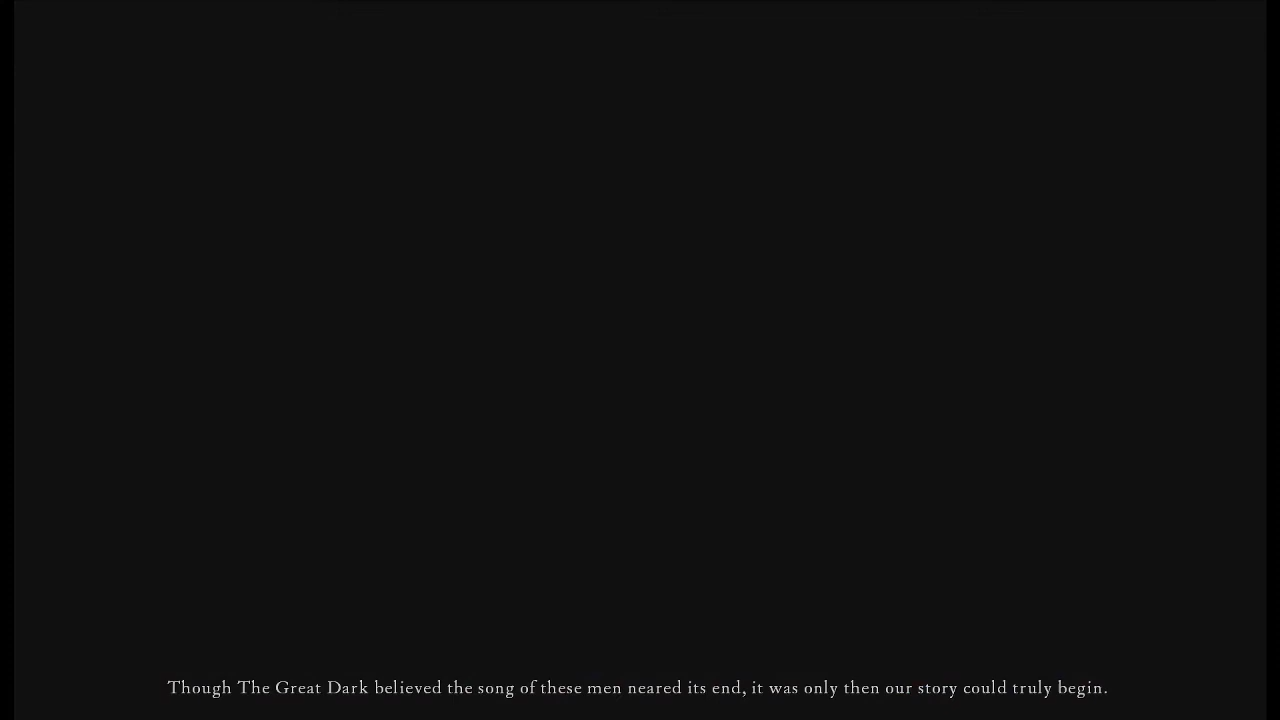 Though The Great Dark believed the song of these men neared its end, it was only then our story could truly begin.